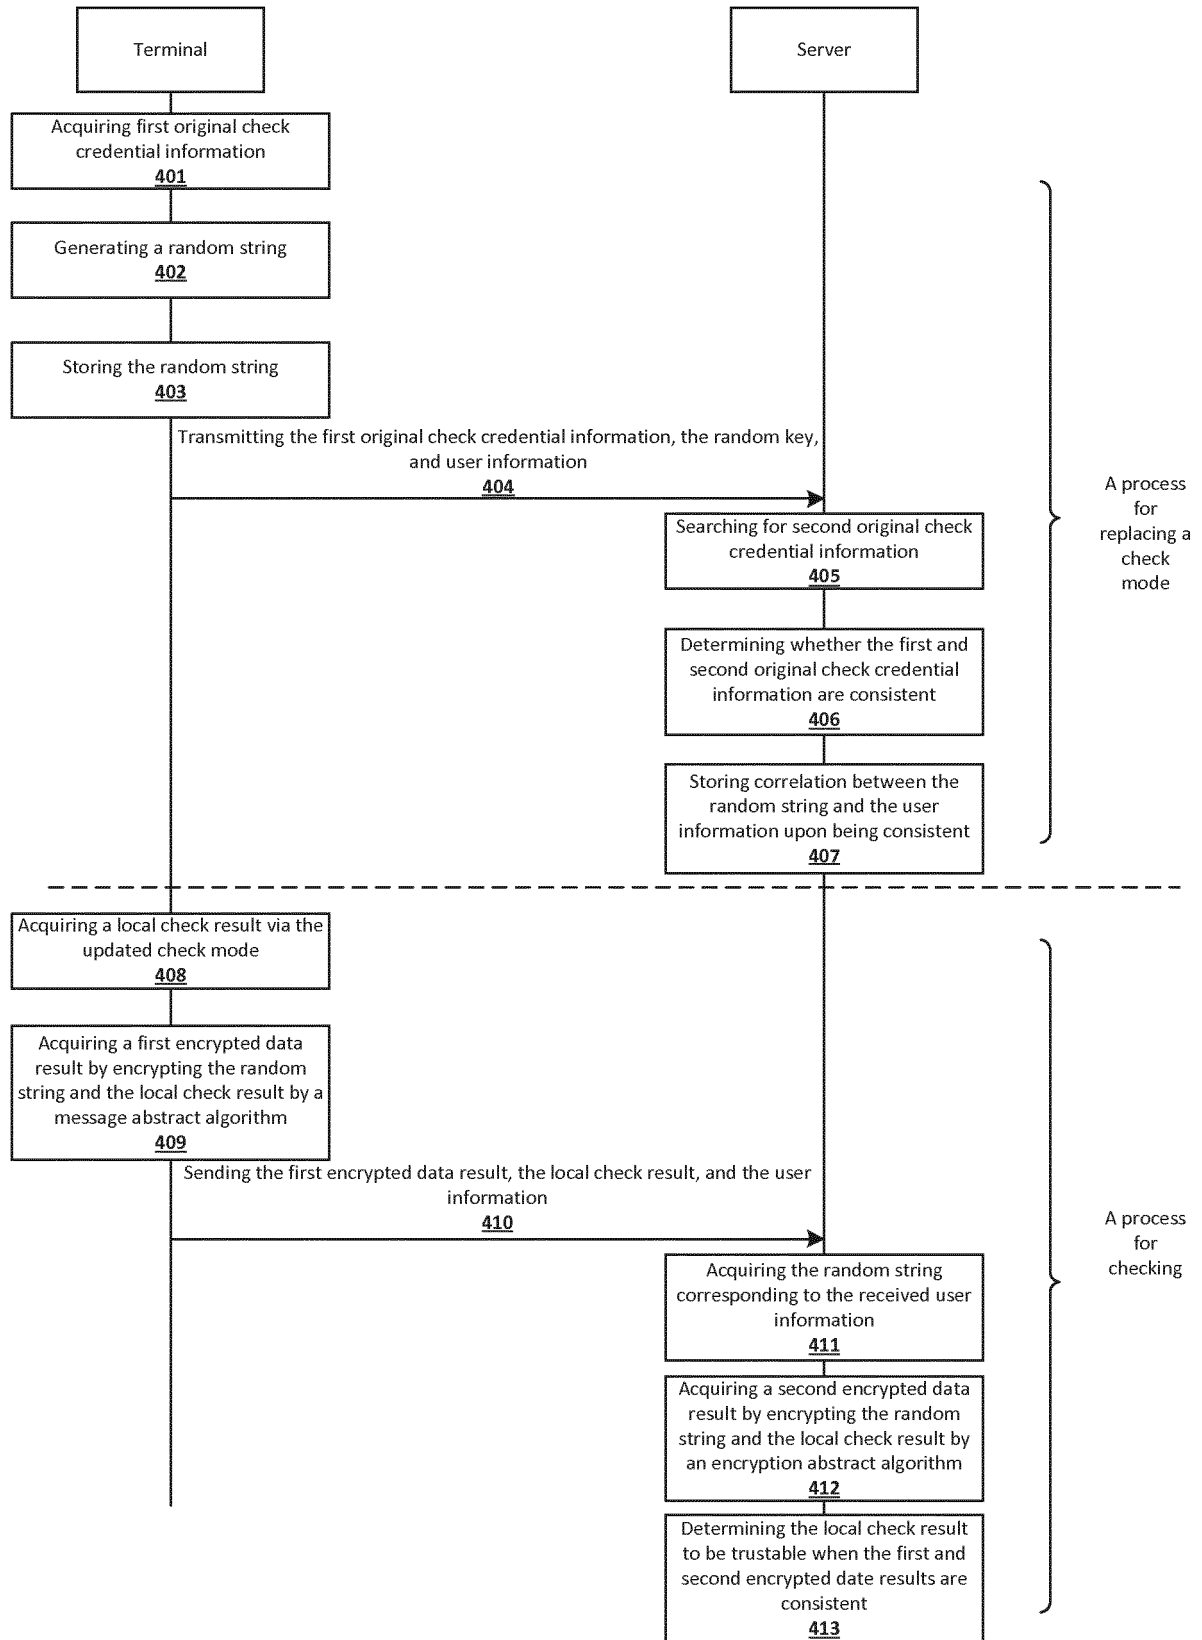 Terminal
Server
Acquiring first original check
credential information
401
Generating a random string
402
Storing the random string
403
Transmitting the first original check credential information, the random key,
and user information
404
Searching for second original check
credential information
405
Determining whether the first and
second original check credential
information are consistent
406
Storing correlation between the
random string and the user
information upon being consistent
407
A process
for
replacing a
check
mode
Acquiring a local check result via the
updated check mode
408
Acquiring a first encrypted data
result by encrypting the random
string and the local check result by a
message abstract algorithm
409
Sending the first encrypted data result, the local check result, and the user
information
410
Acquiring the random string
corresponding to the received user
information
411
Acquiring a second encrypted data
result by encrypting the random
string and the local check result by
an encryption abstract algorithm
412
Determining the local check result
to be trustable when the first and
second encrypted date results are
consistent
413
A process
for
checking